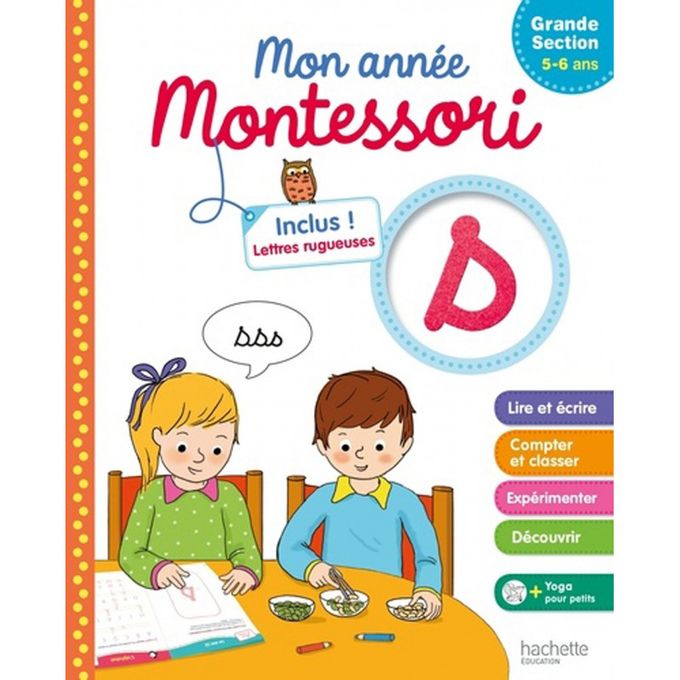 Grande
Section
5-6 ans
Mon année
Montessori
Inclus !
Lettres rugueuses
s
sss
Lire et écrire
Compter
et classer
Expérimenter
Découvrir
+ Yoga
pour petits
hachette
ÉDUCATION